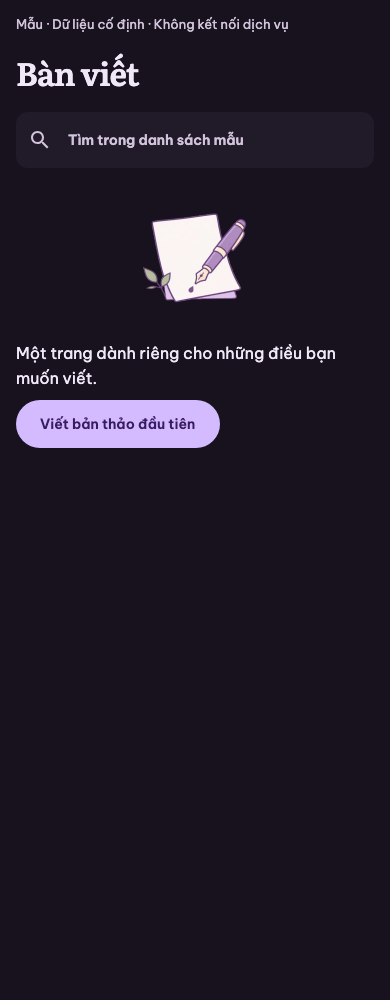 Mẫu · Dữ liệu cố định · Không kết nối dịch vụ
Bàn viết
Tìm trong danh sách mẫu
Một trang dành riêng cho những điều bạn
muốn viết.
Viết bản thảo đầu tiên